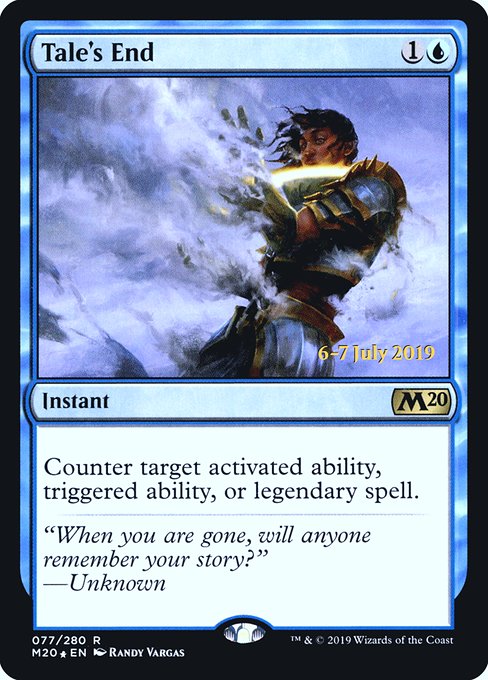 Tale's End 1
6–7 July 2019
Instant M20
Counter target activated ability,
triggered ability, or legendary spell.
“When you are gone, will anyone
remember your story?”
—Unknown
077/280 R ™ & © 2019 Wizards of the Coast
M20★EN Randy Vargas